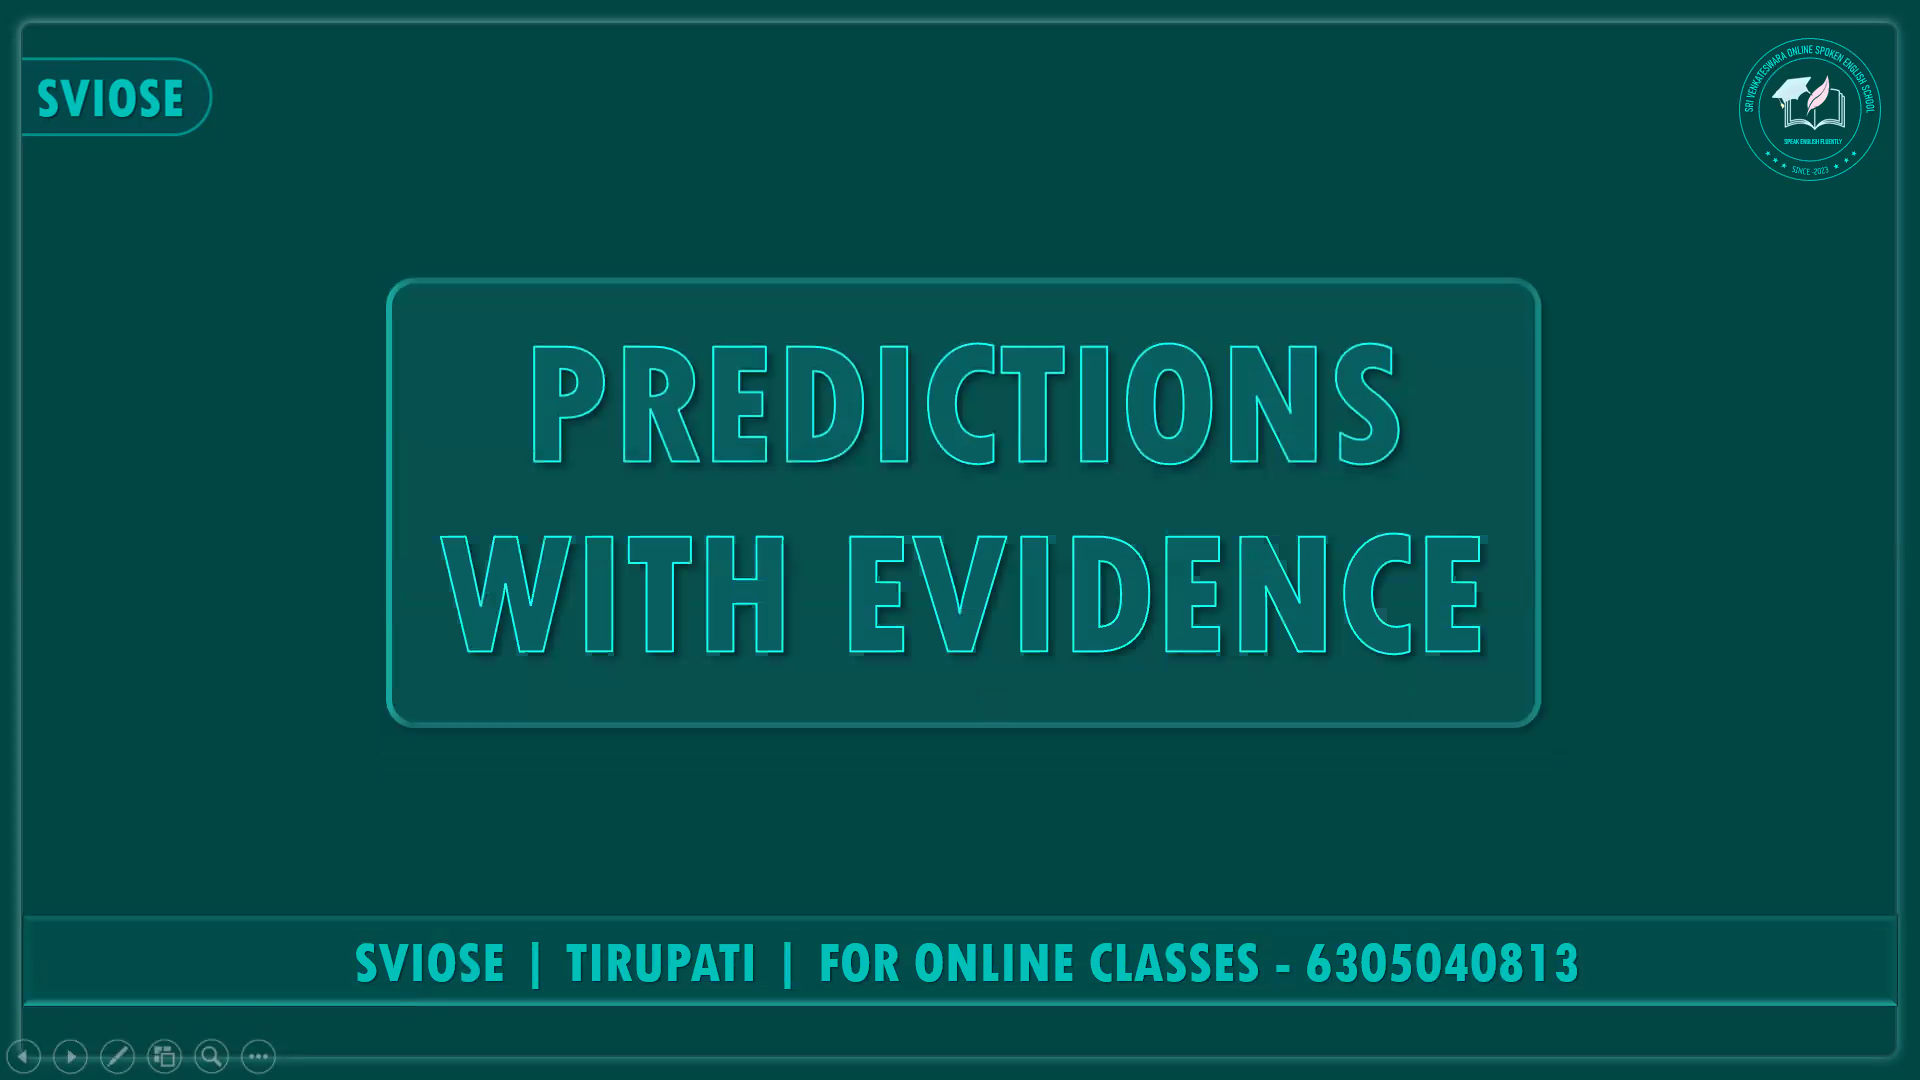 SVIOSE
SRI VENKATESWARA ONLINE SPOKEN ENGLISH SCHOOL
SPEAK ENGLISH FLUENTLY
SINCE -2023
PREDICTIONS
WITH EVIDENCE
SVIOSE | TIRUPATI | FOR ONLINE CLASSES - 6305040813